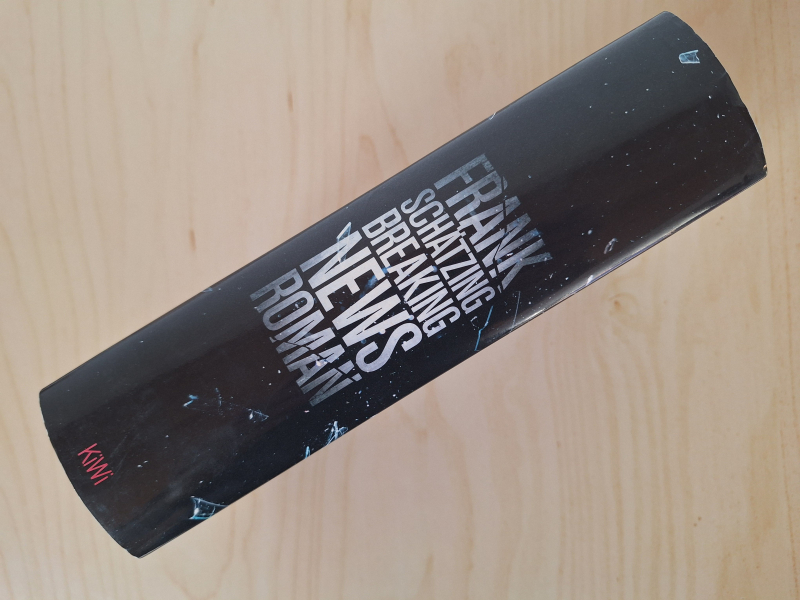 FRANK
SCHÄTZING
BREAKING
NEWS
ROMAN
KiWi